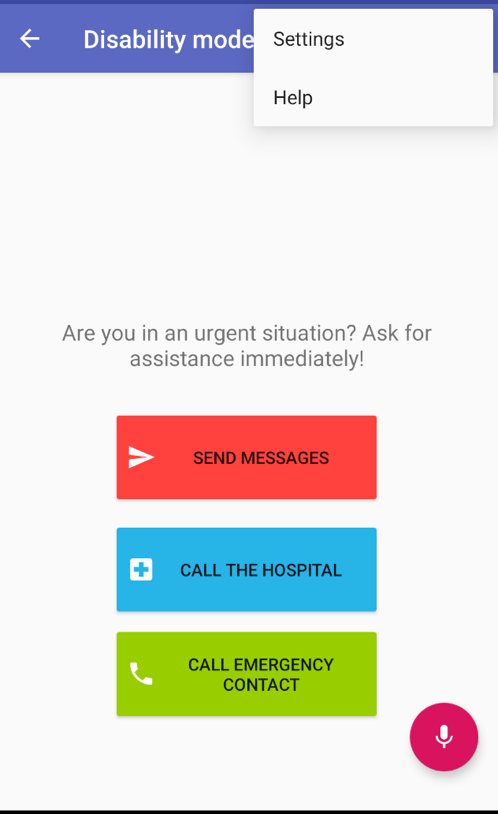 Disability mode
Settings
Help
Are you in an urgent situation? Ask for
assistance immediately!
SEND MESSAGES
CALL THE HOSPITAL
CALL EMERGENCY
CONTACT